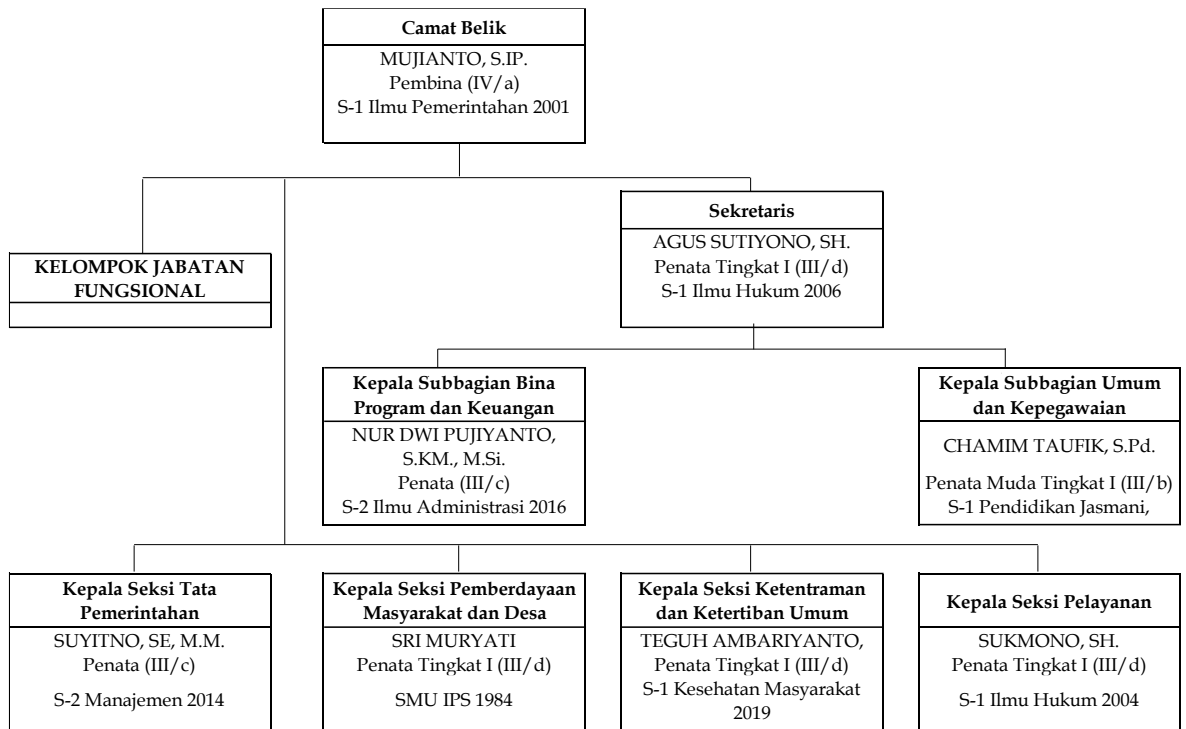 Camat Belik
MUJIANTO, S.IP.
Pembina (IV/a)
S-1 Ilmu Pemerintahan 2001
Sekretaris
AGUS SUTIYONO, SH.
Penata Tingkat I (III/d)
S-1 Ilmu Hukum 2006
KELOMPOK JABATAN
FUNGSIONAL
Kepala Subbagian Bina
Program dan Keuangan
NUR DWI PUJIYANTO,
S.KM., M.Si.
Penata (III/c)
S-2 Ilmu Administrasi 2016
Kepala Subbagian Umum
dan Kepegawaian
CHAMIM TAUFIK, S.Pd.
Penata Muda Tingkat I (III/b)
S-1 Pendidikan Jasmani,
Kepala Seksi Tata
Pemerintahan
SUYITNO, SE, M.M.
Penata (III/c)
S-2 Manajemen 2014
Kepala Seksi Pemberdayaan
Masyarakat dan Desa
SRI MURYATI
Penata Tingkat I (III/d)
SMU IPS 1984
Kepala Seksi Ketentraman
dan Ketertiban Umum
TEGUH AMBARIYANTO,
Penata Tingkat I (III/d)
S-1 Kesehatan Masyarakat
2019
Kepala Seksi Pelayanan
SUKMONO, SH.
Penata Tingkat I (III/d)
S-1 Ilmu Hukum 2004